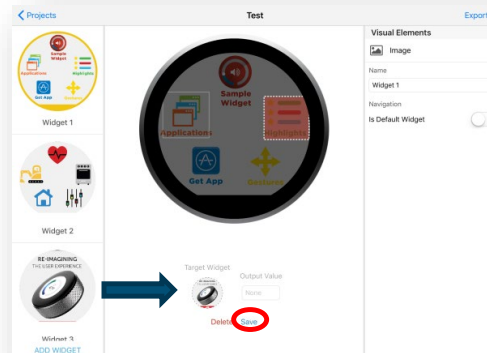 Projects
Test
Export
Sample
Widget
Applications
Highlights
Get App
Gestures
Widget 1
Widget 2
RE-IMAGINING
THE USER EXPERIENCE
Widget 3
ADD WIDGET
Sample
Widget
Applications
Highlights
Get App
Gestures
Target Widget
Output Value
None
Delete
Save
Visual Elements
Image
Name
Widget 1
Navigation
Is Default Widget